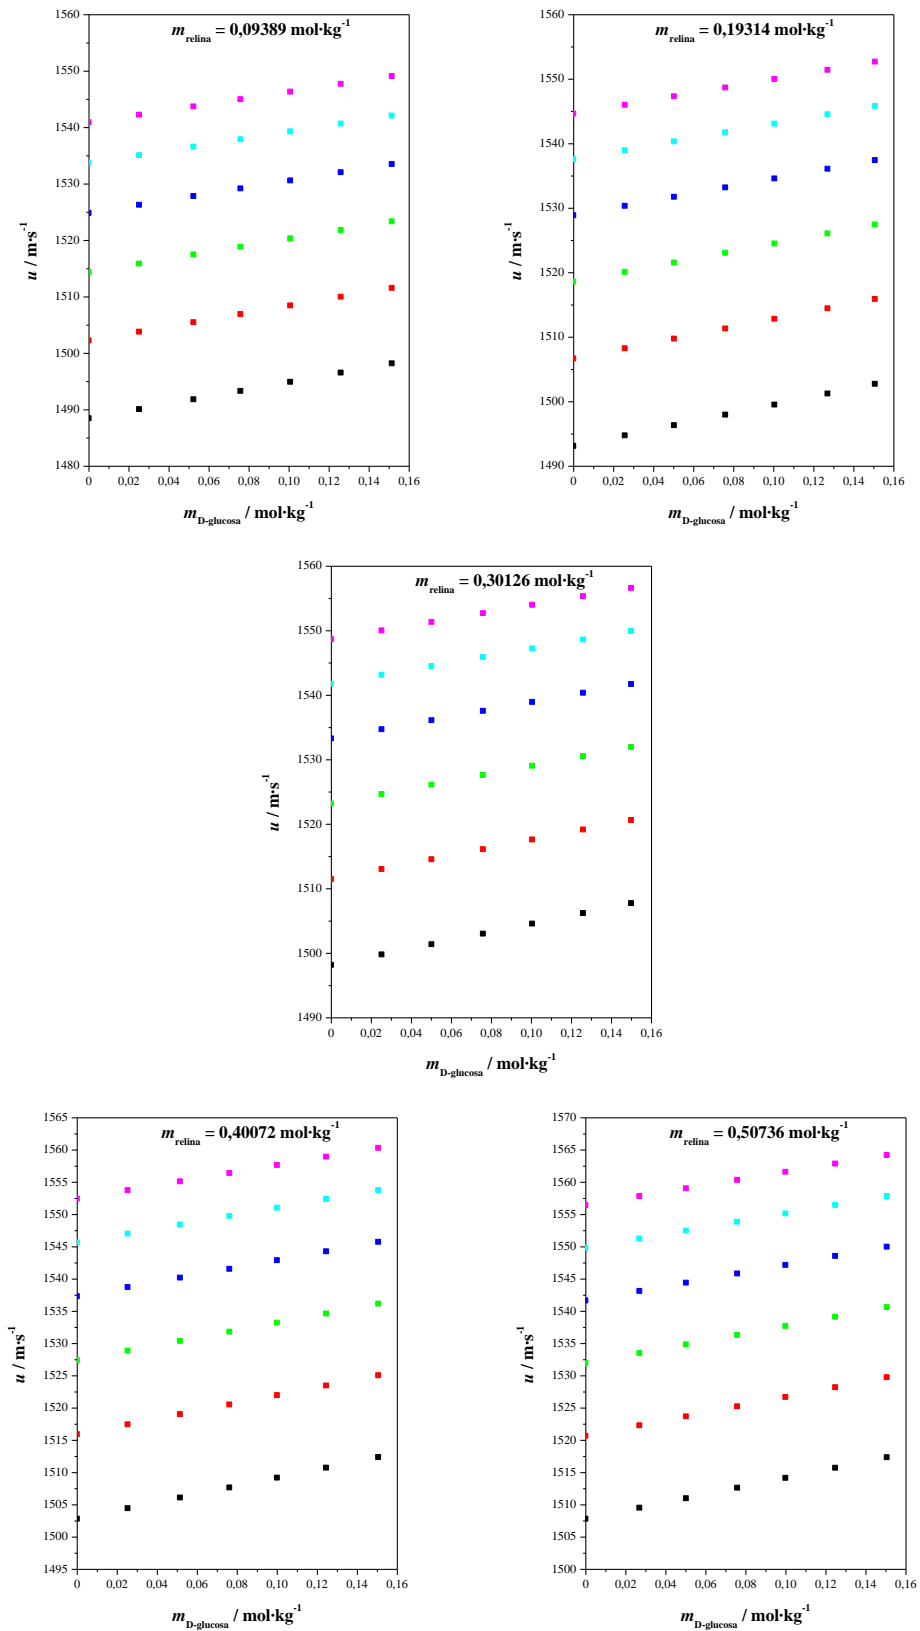 m relina = 0,09389 mol·kg-1
1560
1550
1540
1530
1520
1510
1500
1490
1480
u / m·s-1
0 0,02 0,04 0,06 0,08 0,10 0,12 0,14 0,16
m D-glucosa / mol·kg-1
m relina = 0,19314 mol·kg-1
1560
1550
1540
1530
1520
1510
1500
1490
u / m·s-1
0 0,02 0,04 0,06 0,08 0,10 0,12 0,14 0,16
m D-glucosa / mol·kg-1
m relina = 0,30126 mol·kg-1
1560
1550
1540
1530
1520
1510
1500
1490
u / m·s-1
0 0,02 0,04 0,06 0,08 0,10 0,12 0,14 0,16
m D-glucosa / mol·kg-1
m relina = 0,40072 mol·kg-1
1565
1560
1555
1550
1545
1540
1535
1530
1525
1520
1515
1510
1505
1500
1495
u / m·s-1
0 0,02 0,04 0,06 0,08 0,10 0,12 0,14 0,16
m D-glucosa / mol·kg-1
m relina = 0,50736 mol·kg-1
1570
1565
1560
1555
1550
1545
1540
1535
1530
1525
1520
1515
1510
1505
1500
u / m·s-1
0 0,02 0,04 0,06 0,08 0,10 0,12 0,14 0,16
m D-glucosa / mol·kg-1